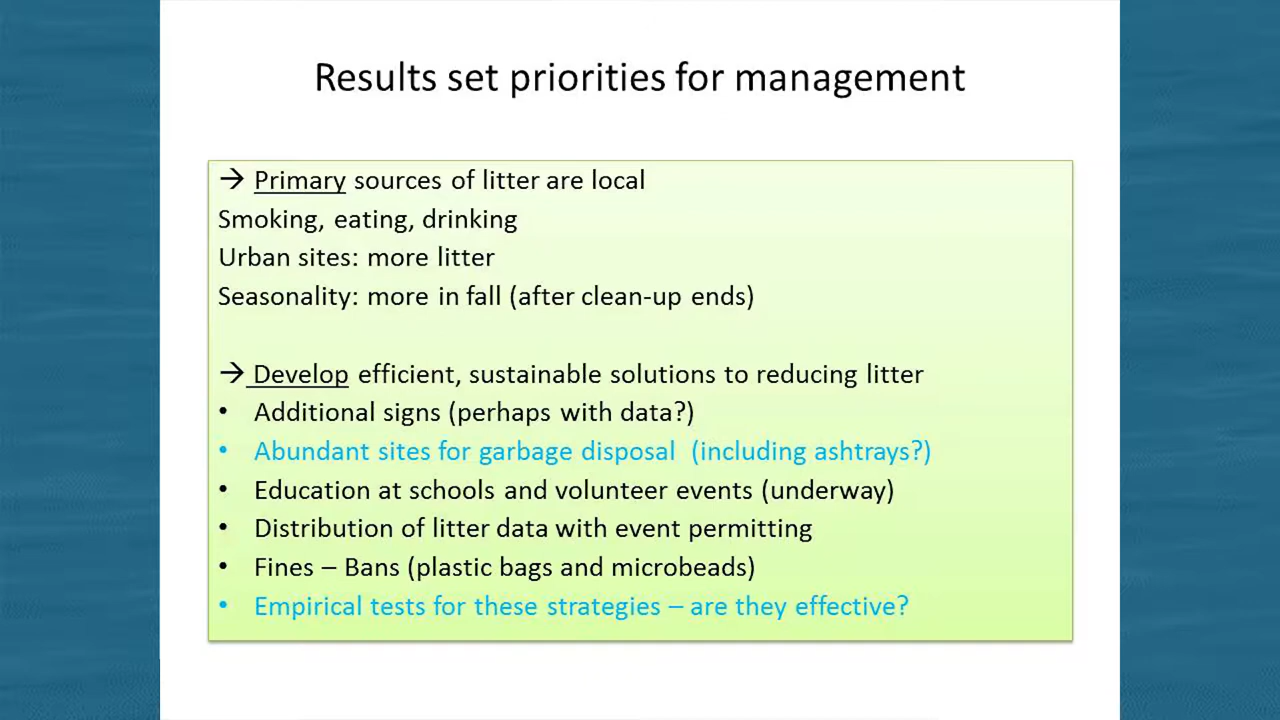 Results set priorities for management
→ Primary sources of litter are local
Smoking, eating, drinking
Urban sites: more litter
Seasonality: more in fall (after clean-up ends)
→ Develop efficient, sustainable solutions to reducing litter
• Additional signs (perhaps with data?)
• Abundant sites for garbage disposal  (including ashtrays?)
• Education at schools and volunteer events (underway)
• Distribution of litter data with event permitting
• Fines – Bans (plastic bags and microbeads)
• Empirical tests for these strategies – are they effective?